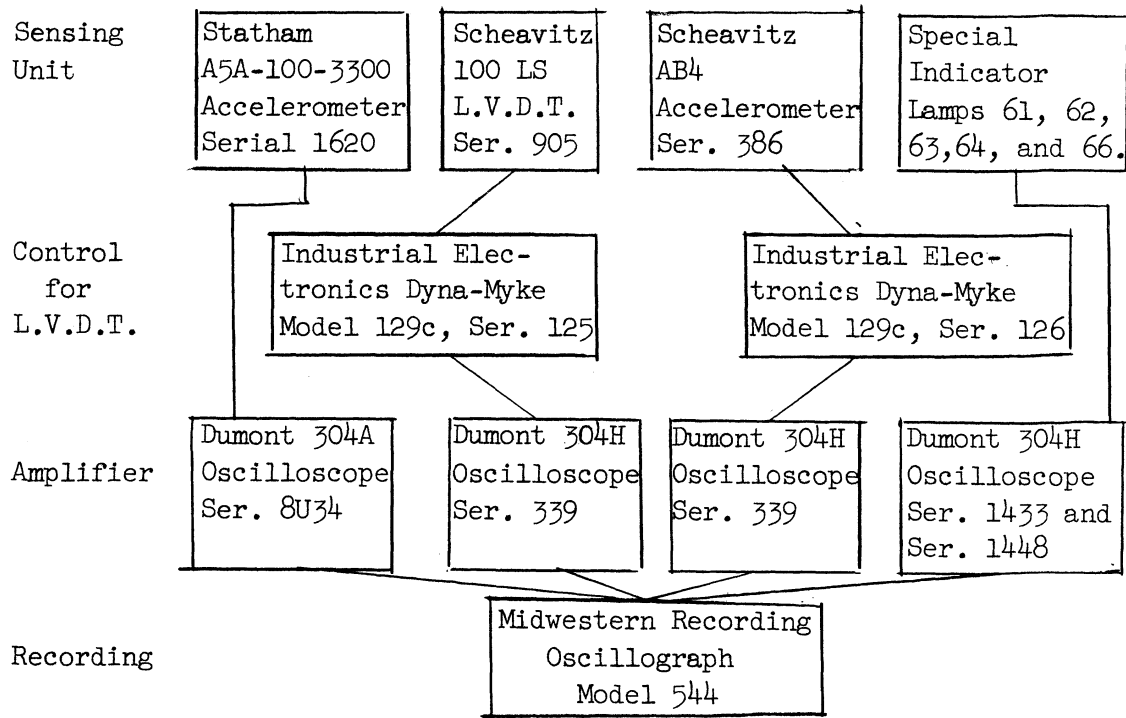 Sensing
Unit
Statham
A5A-100-3300
Accelerometer
Serial 1620
Scheavitz
100 LS
L.V.D.T.
Ser. 905
Scheavitz
AB4
Accelerometer
Ser. 386
Special
Indicator
Lamps 61, 62,
63,64, and 66.
Control
for
L.V.D.T.
Industrial Elec-
tronics Dyna-Myke
Model 129c, Ser. 125
Industrial Elec-
tronics Dyna-Myke
Model 129c, Ser. 126
Amplifier
Dumont 304A
Oscilloscope
Ser. 8U34
Dumont 304H
Oscilloscope
Ser. 339
Dumont 304H
Oscilloscope
Ser. 339
Dumont 304H
Oscilloscope
Ser. 1433 and
Ser. 1448
Recording
Midwestern Recording
Oscillograph
Model 544